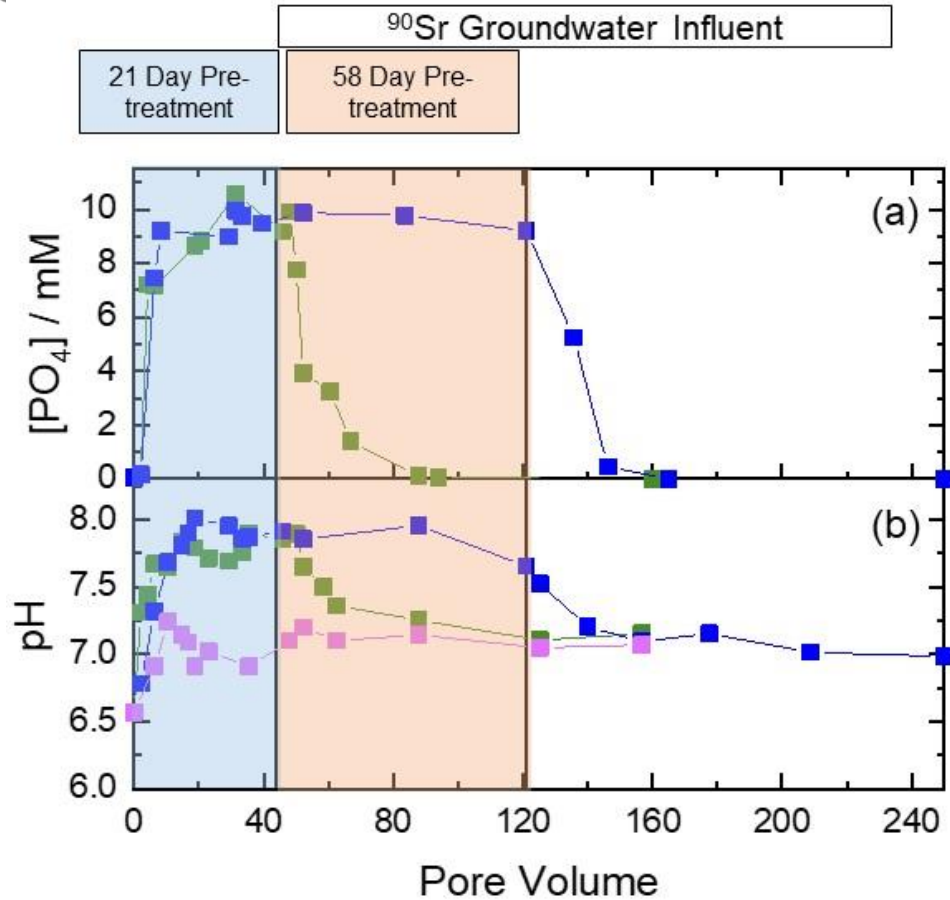 ⁹⁰Sr Groundwater Influent
21 Day Pre-
treatment
58 Day Pre-
treatment
(a)
[PO₄] / mM
10
8
6
4
2
0
(b)
pH
8.0
7.5
7.0
6.5
6.0
0 40 80 120 160 200 240
Pore Volume